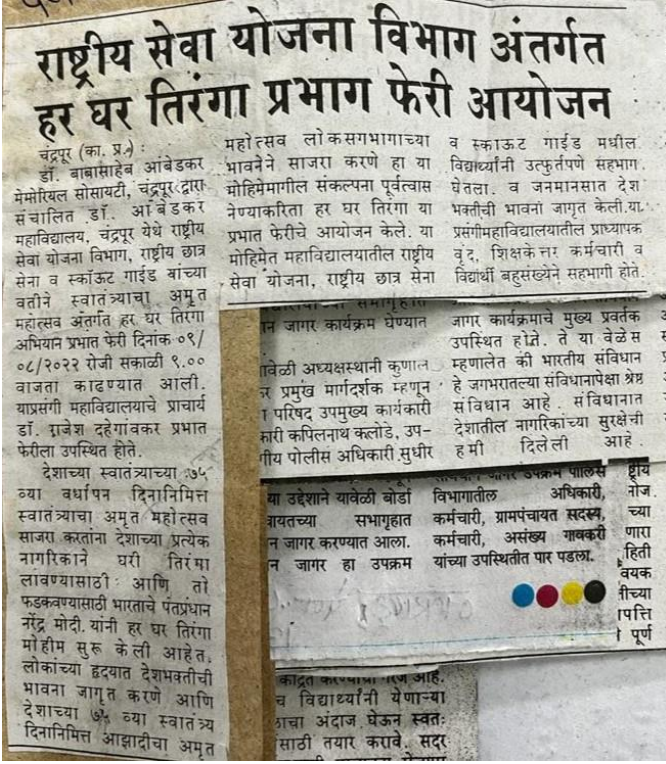 राष्ट्रीय सेवा योजना विभाग अंतर्गत
हर घर तिरंगा प्रभाग फेरी आयोजन
चंद्रपूर (का. प्र.) :
डॉ. बाबासाहेब आंबेडकर
मेमोरियल सोसायटी, चंद्रपूर द्वारा
संचालित डॉ. आंबेडकर
महाविद्यालय, चंद्रपूर येथे राष्ट्रीय
सेवा योजना विभाग, राष्ट्रीय छात्र
सेना व स्कॉऊट गाईड यांच्या
वतीने स्वातंत्र्याचा अमृत
महोत्सव अंतर्गत हर घर तिरंगा
अभियान प्रभात फेरी दिनांक ०९/
०८/२०२२ रोजी सकाळी ९.००
वाजता काढण्यात आली.
याप्रसंगी महाविद्यालयाचे प्राचार्य
डॉ. राजेश दहेगांवकर प्रभात
फेरीला उपस्थित होते.
देशाच्या स्वातंत्र्याच्या ७५
व्या वर्धापन दिनानिमित्त
स्वातंत्र्याचा अमृत महोत्सव
साजरा करतांना देशाच्या प्रत्येक
नागरिकाने घरी तिरंगा
लावण्यासाठी आणि तो
फडकवण्यासाठी भारताचे पंतप्रधान
नरेंद्र मोदी. यांनी हर घर तिरंगा
मोहीम सुरू केली आहेत.
लोकांच्या हृदयात देशभक्तीची
भावना जागृत करणे आणि
देशाच्या ७५ व्या स्वातंत्र्य
दिनानिमित्त आझादीचा अमृत
महोत्सव लोकसगभागाच्या
भावनेने साजरा करणे हा या
मोहिमेमागील संकल्पना पूर्वत्वास
नेण्याकरिता हर घर तिरंगा या
प्रभात फेरीचे आयोजन केले. या
मोहिमेत महाविद्यालयातील राष्ट्रीय
सेवा योजना, राष्ट्रीय छात्र सेना
व स्काऊट गाईड मधील
विद्यार्थ्यांनी उत्फुर्तपणे सहभाग
घेतला. व जनमानसात देश
भक्तीची भावना जागृत केली.या
प्रसंगीमहाविद्यालयातील प्राध्यापक
वृंद, शिक्षकेत्तर कर्मचारी व
विद्यार्थी बहुसंख्येने सहभागी होते.
न जागर कार्यक्रम घेण्यात
वेळी अध्यक्षस्थानी कुणाल
र प्रमुख मार्गदर्शक म्हणून
परिषद उपमुख्य कार्यकारी
कारी कपिलनाथ कलोडे, उप-
ीय पोलीस अधिकारी सुधीर
जागर कार्यक्रमाचे मुख्य प्रवर्तक
उपस्थित होते. ते या वेळेस
म्हणालेत की भारतीय संविधान
हे जगभरातल्या संविधानापेक्षा श्रेष्ठ
संविधान आहे. संविधानात
देशातील नागरिकांच्या सुरक्षेची
हमी दिलेली आहे.
या उद्देशाने यावेळी बोर्डा
ायतच्या सभागृहात
न जागर करण्यात आला.
न जागर हा उपक्रम
विभागातील अधिकारी,
कर्मचारी, ग्रामपंचायत सदस्य,
कर्मचारी, असंख्य गावकरी
यांच्या उपस्थितीत पार पडला.
ष्ट्रीय
नोज
च्या
णारा
हिती
वयक
तीच्या
पत्ति
पूर्ण
च विद्यार्थ्यांनी येणाऱ्या
ाचा अंदाज घेऊन स्वतः
साठी तयार करावे. सदर